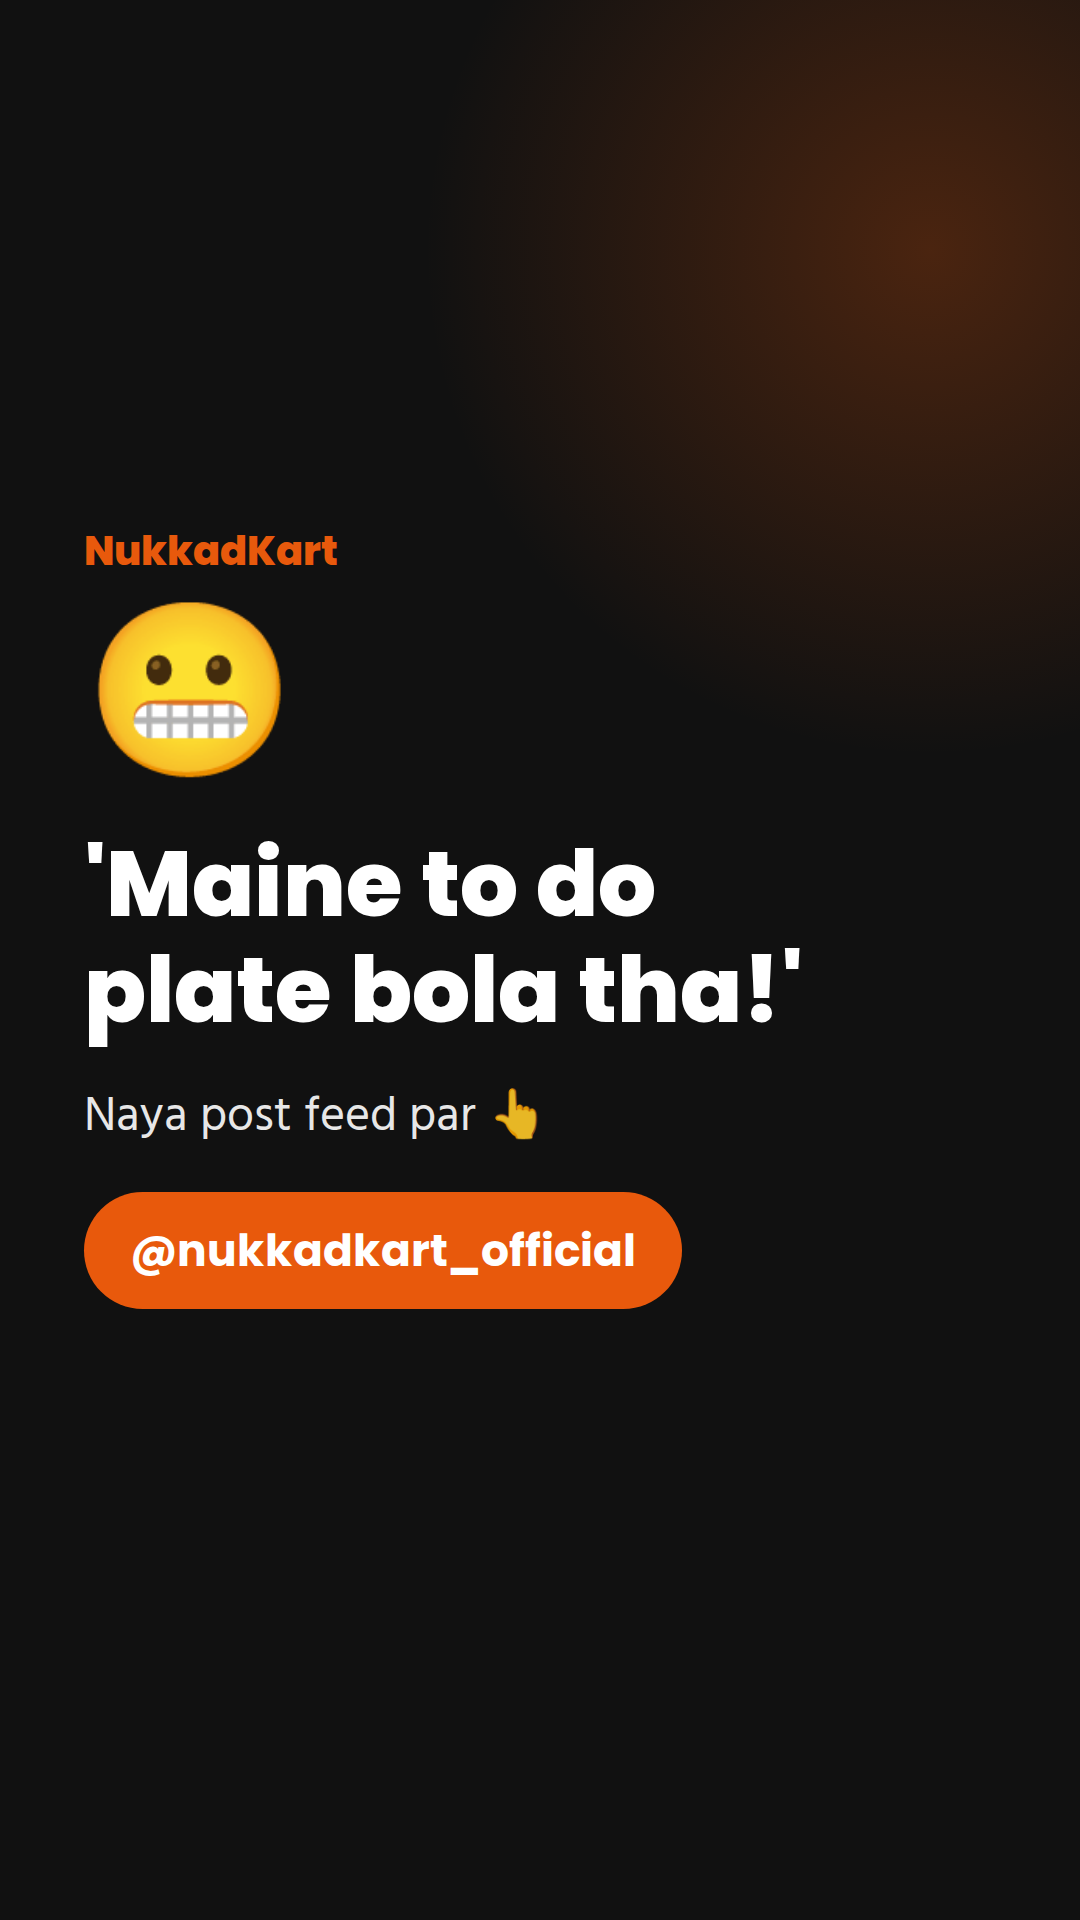 NukkadKart
'Maine to do
plate bola tha!'
Naya post feed par 👆
@nukkadkart_official